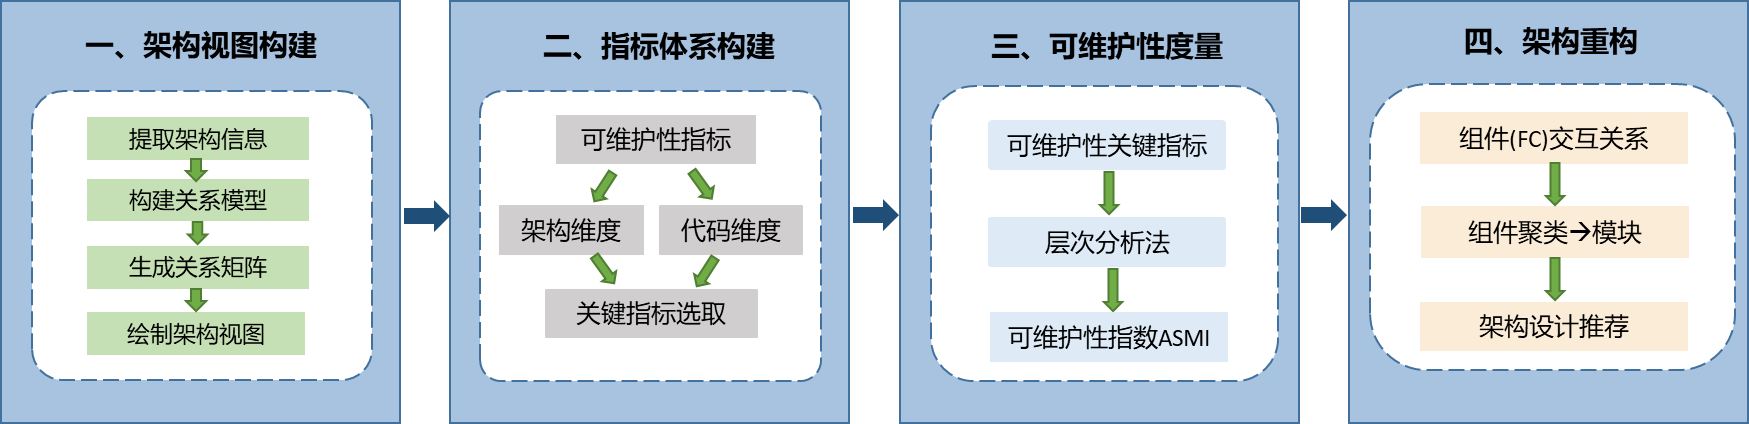 一、架构视图构建
提取架构信息
构建关系模型
生成关系矩阵
绘制架构视图
二、指标体系构建
可维护性指标
架构维度
代码维度
关键指标选取
三、可维护性度量
可维护性关键指标
层次分析法
可维护性指数ASMI
四、架构重构
组件(FC)交互关系
组件聚类→模块
架构设计推荐